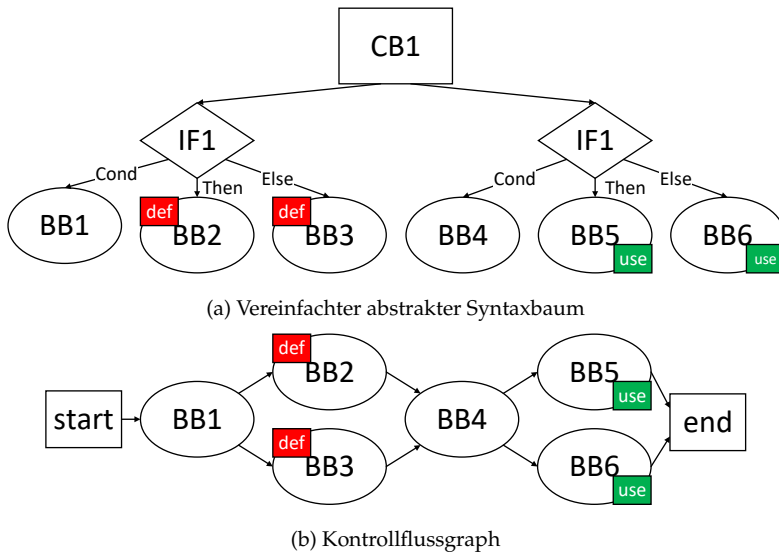 CB1
IF1 IF1
Cond Then Else Cond Then Else
BB1 def BB2 def BB3 BB4 BB5 use BB6 use
(a) Vereinfachter abstrakter Syntaxbaum
def BB2 BB5 use
start BB1 BB4 end
def BB3 BB6 use
(b) Kontrollflussgraph